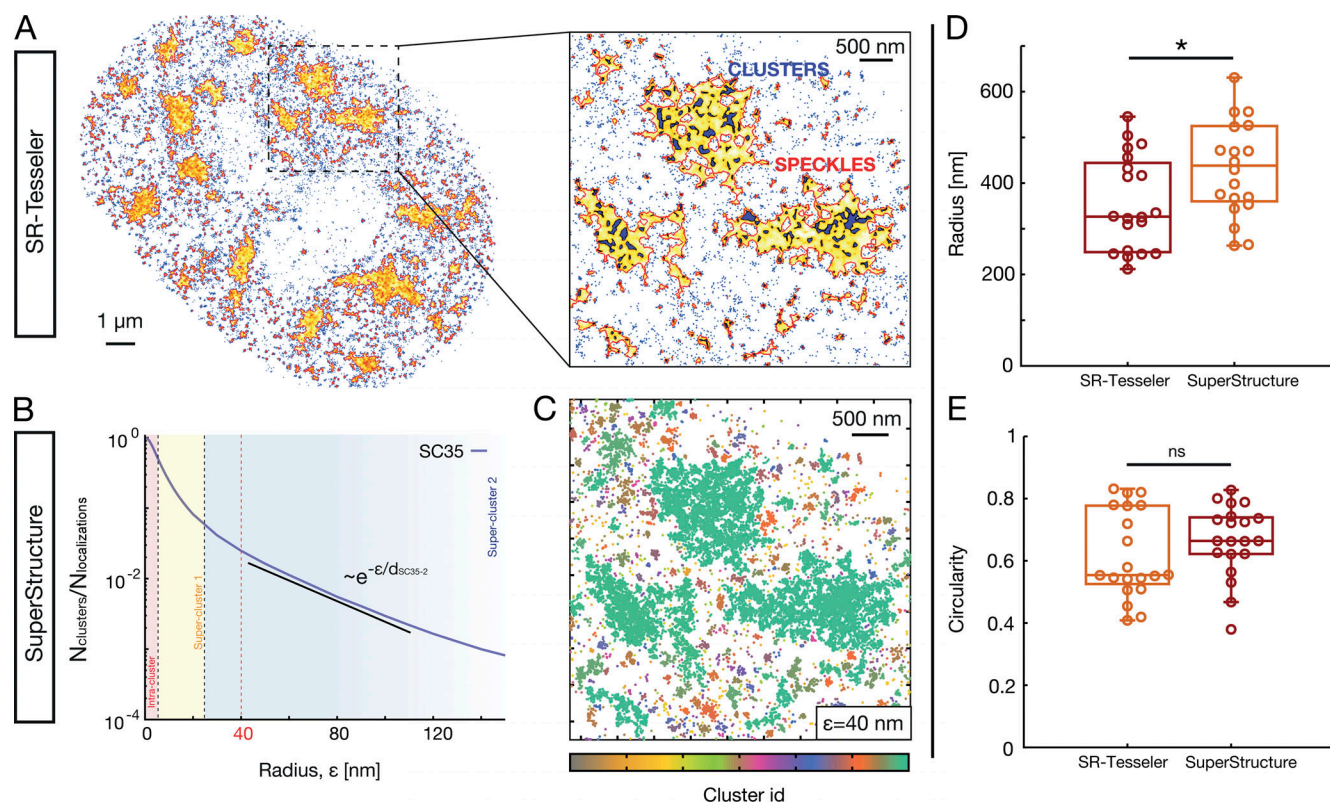 A
SR-Tesseler
1 μm
500 nm
CLUSTERS
SPECKLES
B
SuperStructure
Nclusters/Nlocalizations
10^0
10^-2
10^-4
SC35
Intra-cluster
Super-cluster 1
Super-cluster 2
~e^-ε/dSC35-2
0
40
80
120
Radius, ε [nm]
C
500 nm
ε=40 nm
Cluster id
D
*
Radius [nm]
600
400
200
0
SR-Tesseler
SuperStructure
E
ns
Circularity
1
0.8
0.6
0.4
0.2
0
SR-Tesseler
SuperStructure